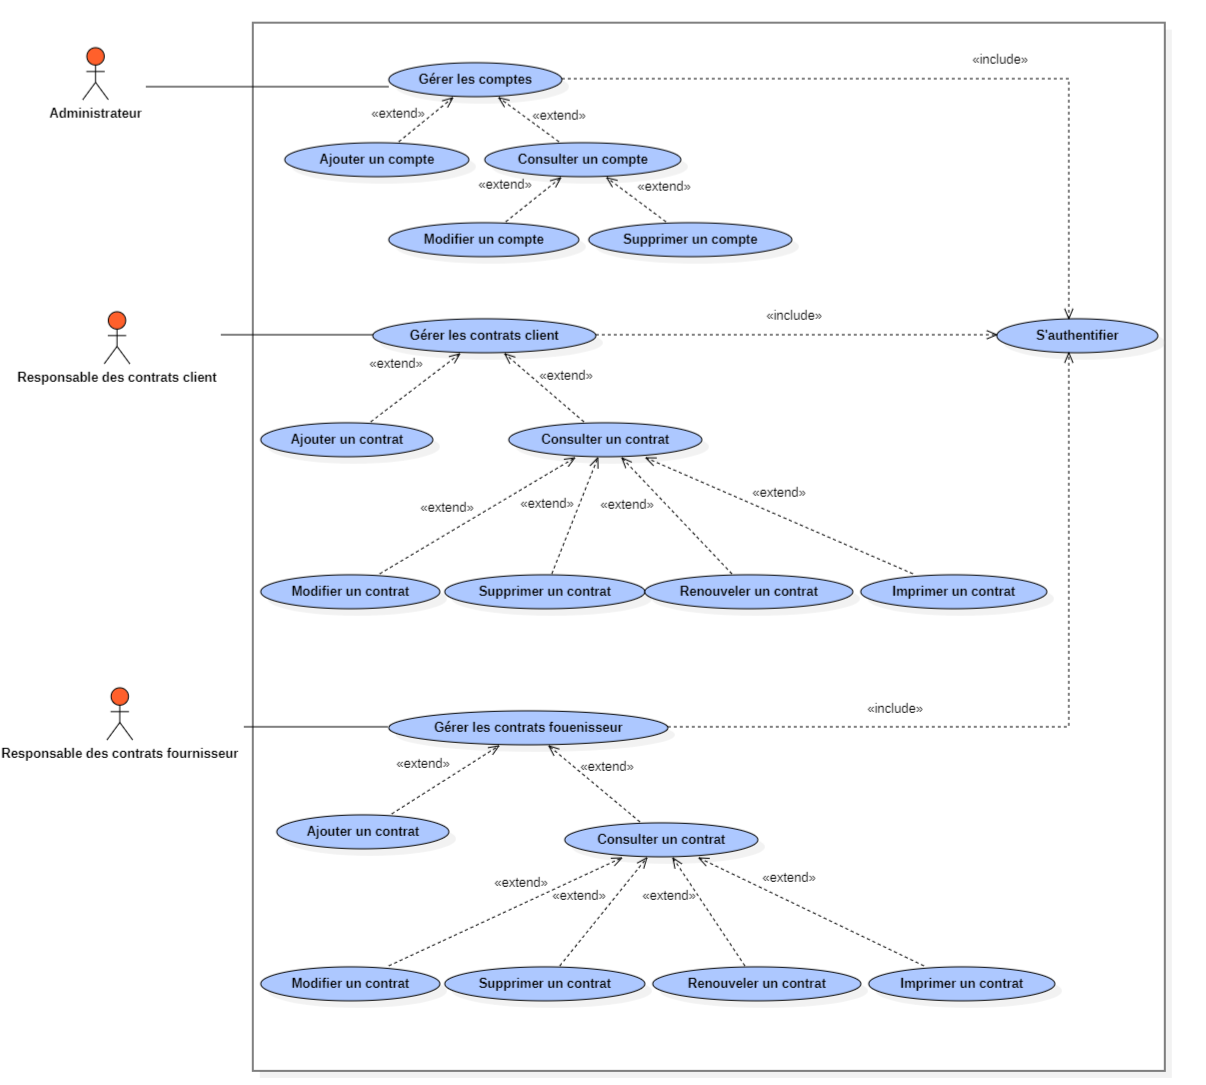 «include»
Gérer les comptes
Administrateur
«extend»
«extend»
Ajouter un compte
Consulter un compte
«extend»
«extend»
Modifier un compte
Supprimer un compte
«include»
Gérer les contrats client
S'authentifier
«extend»
Responsable des contrats client
«extend»
Ajouter un contrat
Consulter un contrat
«extend»
«extend»
«extend»
«extend»
Modifier un contrat
Supprimer un contrat
Renouveler un contrat
Imprimer un contrat
«include»
Gérer les contrats fouenisseur
Responsable des contrats fournisseur
«extend»
«extend»
Ajouter un contrat
Consulter un contrat
«extend»
«extend»
«extend»
«extend»
Modifier un contrat
Supprimer un contrat
Renouveler un contrat
Imprimer un contrat